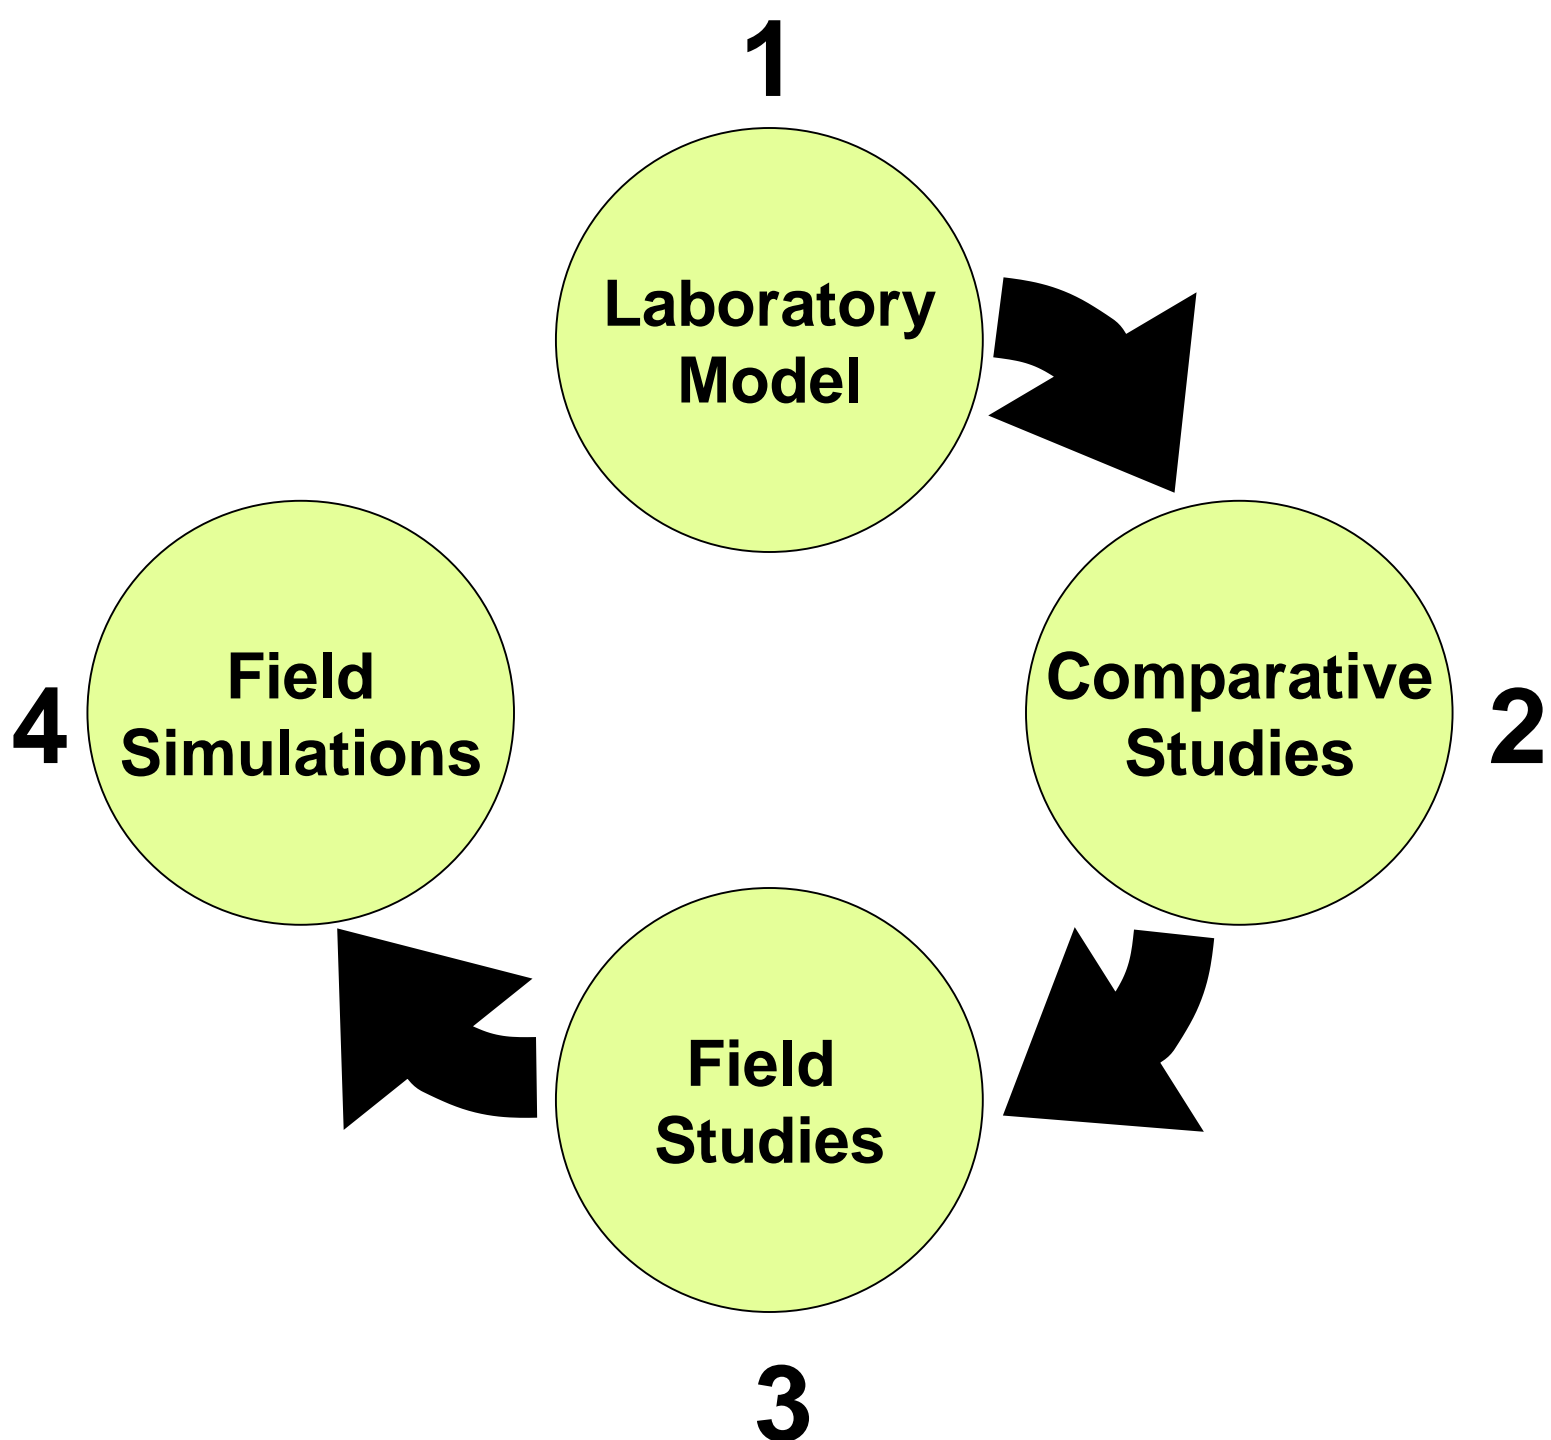 1
Laboratory
Model
Comparative
Studies
2
Field
Studies
3
Field
Simulations
4